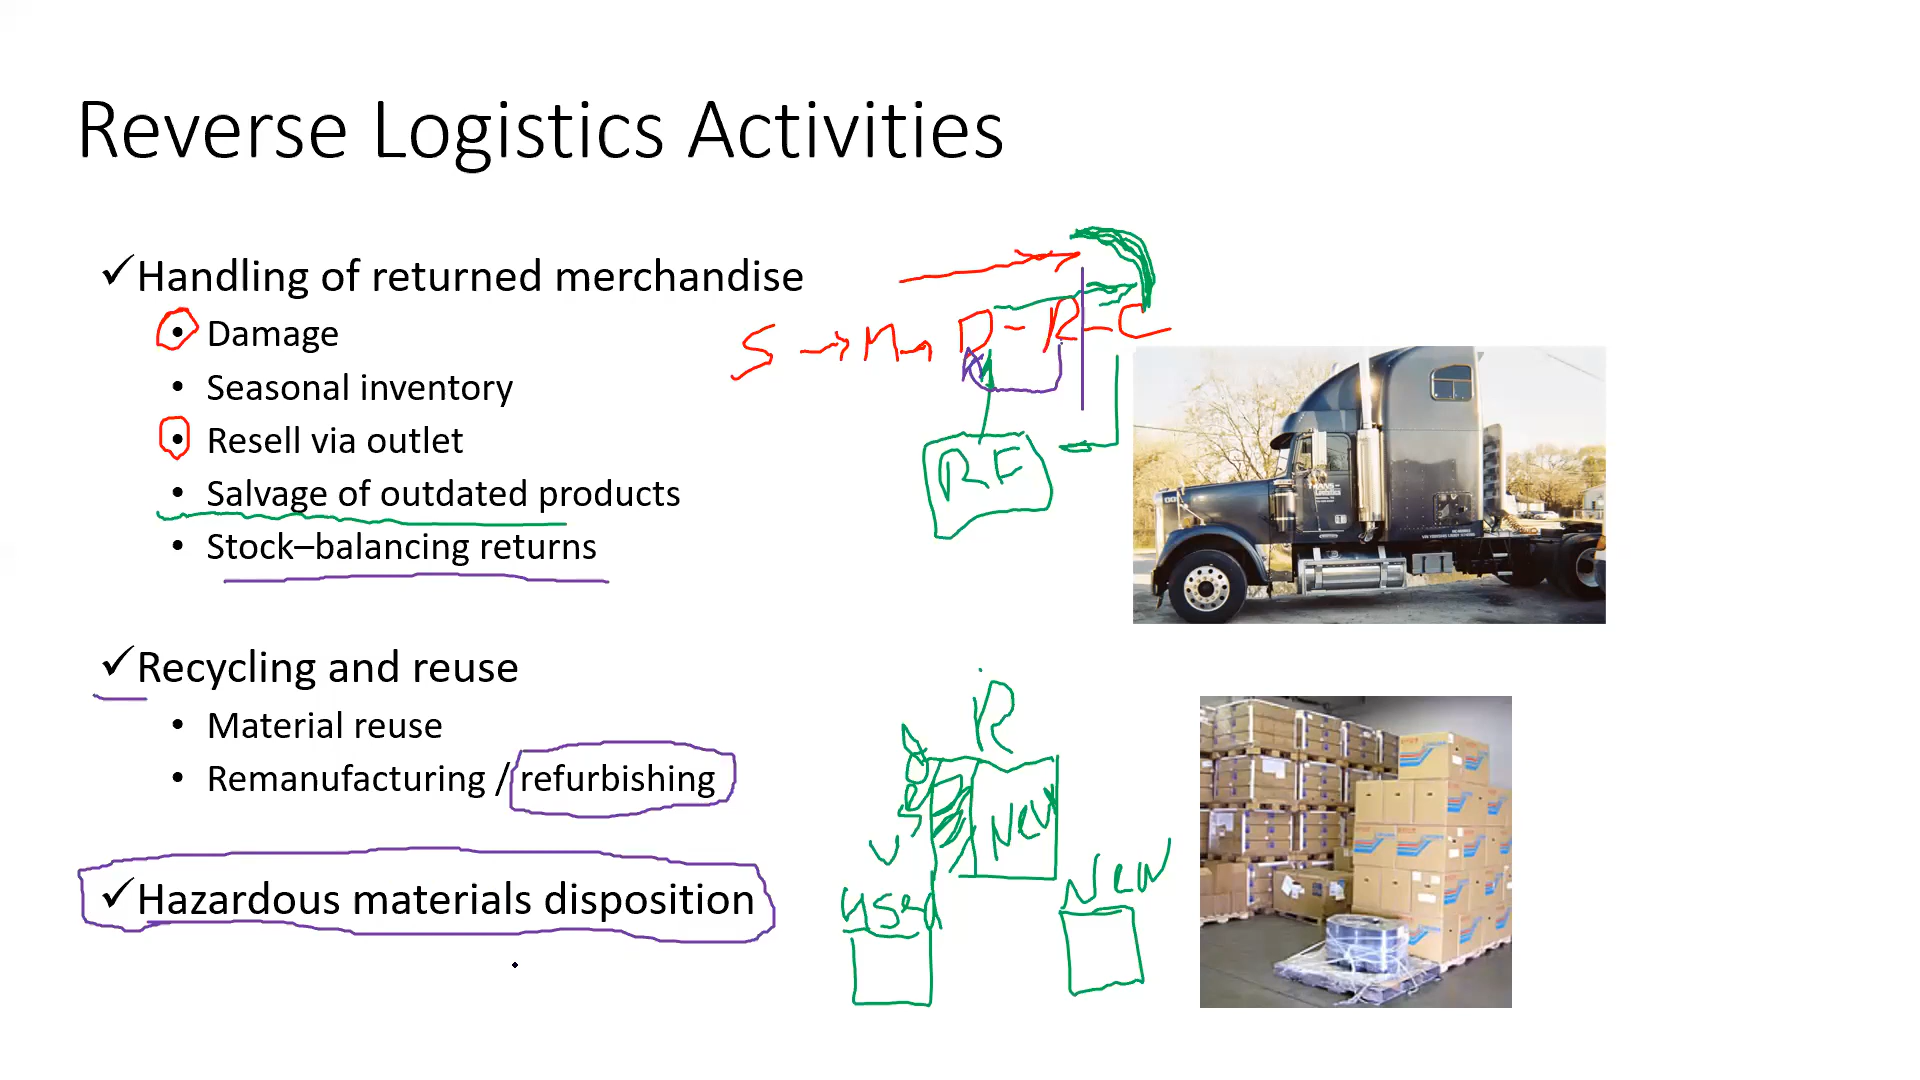 Reverse Logistics Activities
✓Handling of returned merchandise
• Damage
• Seasonal inventory
• Resell via outlet
• Salvage of outdated products
• Stock–balancing returns
S → M → D - R - C
RF
✓Recycling and reuse
• Material reuse
• Remanufacturing / refurbishing
R
New
New
used
✓Hazardous materials disposition